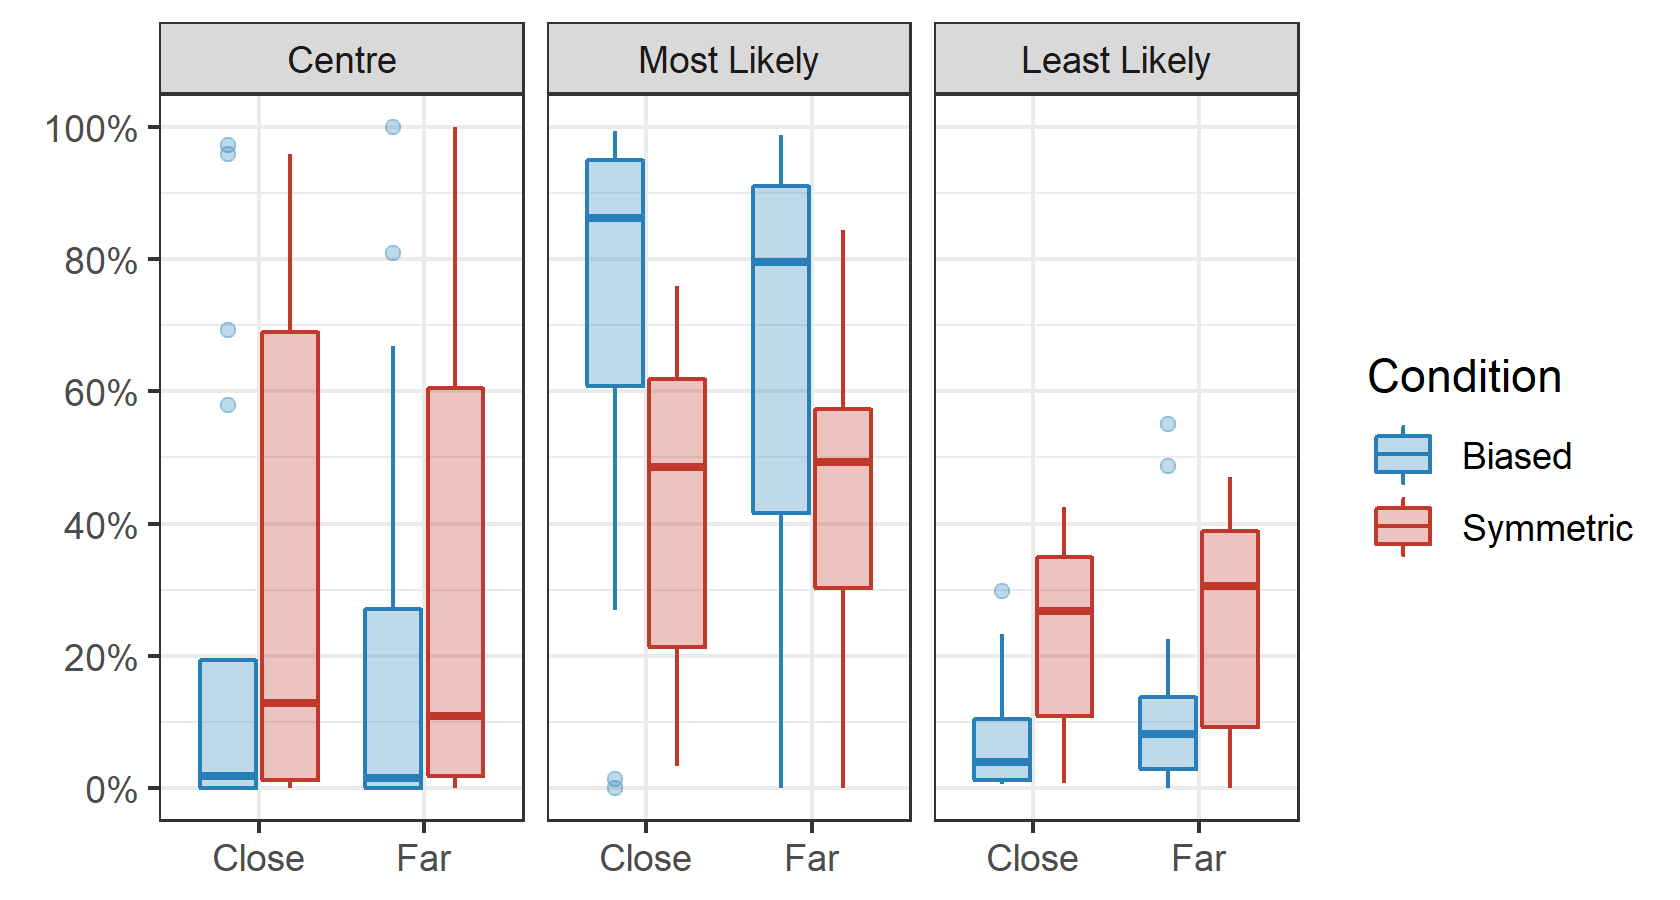 Centre Most Likely Least Likely
100%
80%
60%
40%
20%
0%
Close Far Close Far Close Far
Condition
Biased
Symmetric